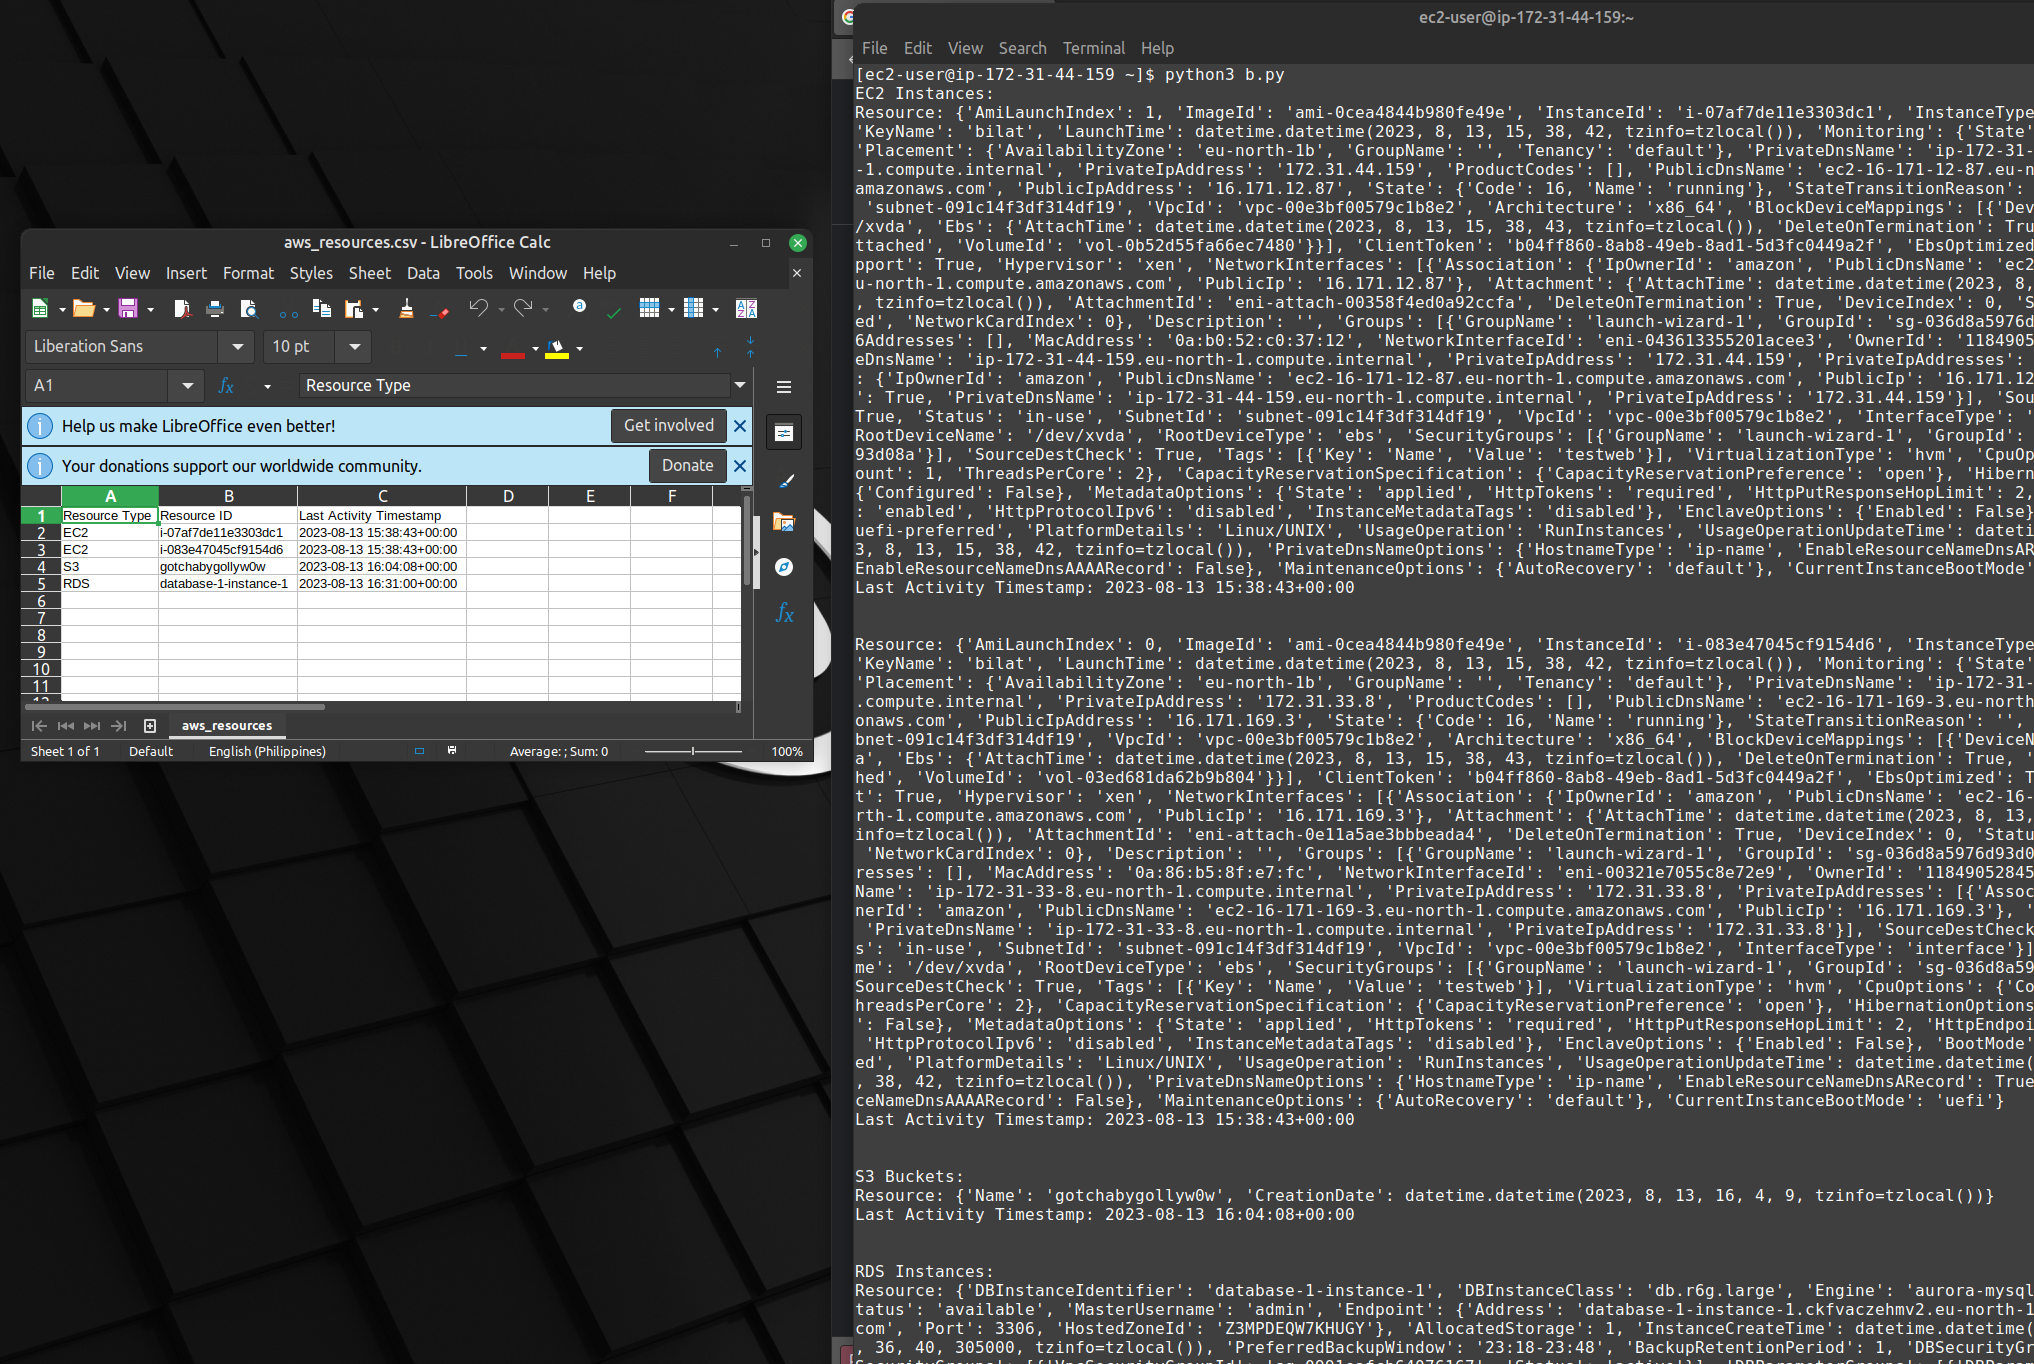 aws_resources.csv - LibreOffice Calc
File Edit View Insert Format Styles Sheet Data Tools Window Help
Liberation Sans 10 pt
A1 fx Resource Type
Help us make LibreOffice even better! Get involved
Your donations support our worldwide community. Donate
A B C D E F
1 Resource Type Resource ID Last Activity Timestamp
2 EC2 i-07af7de11e3303dc1 2023-08-13 15:38:43+00:00
3 EC2 i-083e47045cf9154d6 2023-08-13 15:38:43+00:00
4 S3 gotchabygollyw0w 2023-08-13 16:04:08+00:00
5 RDS database-1-instance-1 2023-08-13 16:31:00+00:00
6
7
8
9
10
11
aws_resources
Sheet 1 of 1 Default English (Philippines) Average: ; Sum: 0 100%
ec2-user@ip-172-31-44-159:~
File Edit View Search Terminal Help
[ec2-user@ip-172-31-44-159 ~]$ python3 b.py
EC2 Instances:
Resource: {'AmiLaunchIndex': 1, 'ImageId': 'ami-0cea4844b980fe49e', 'InstanceId': 'i-07af7de11e3303dc1', 'InstanceType
'KeyName': 'bilat', 'LaunchTime': datetime.datetime(2023, 8, 13, 15, 38, 42, tzinfo=tzlocal()), 'Monitoring': {'State'
'Placement': {'AvailabilityZone': 'eu-north-1b', 'GroupName': '', 'Tenancy': 'default'}, 'PrivateDnsName': 'ip-172-31-
-1.compute.internal', 'PrivateIpAddress': '172.31.44.159', 'ProductCodes': [], 'PublicDnsName': 'ec2-16-171-12-87.eu-n
amazonaws.com', 'PublicIpAddress': '16.171.12.87', 'State': {'Code': 16, 'Name': 'running'}, 'StateTransitionReason':
'subnet-091c14f3df314df19', 'VpcId': 'vpc-00e3bf00579c1b8e2', 'Architecture': 'x86_64', 'BlockDeviceMappings': [{'Dev
/xvda', 'Ebs': {'AttachTime': datetime.datetime(2023, 8, 13, 15, 38, 43, tzinfo=tzlocal()), 'DeleteOnTermination': Tru
ttached', 'VolumeId': 'vol-0b52d55fa66ec7480'}}], 'ClientToken': 'b04ff860-8ab8-49eb-8ad1-5d3fc0449a2f', 'EbsOptimized
pport': True, 'Hypervisor': 'xen', 'NetworkInterfaces': [{'Association': {'IpOwnerId': 'amazon', 'PublicDnsName': 'ec2
u-north-1.compute.amazonaws.com', 'PublicIp': '16.171.12.87'}, 'Attachment': {'AttachTime': datetime.datetime(2023, 8,
, tzinfo=tzlocal()), 'AttachmentId': 'eni-attach-00358f4ed0a92ccfa', 'DeleteOnTermination': True, 'DeviceIndex': 0, 'S
ed', 'NetworkCardIndex': 0}, 'Description': '', 'Groups': [{'GroupName': 'launch-wizard-1', 'GroupId': 'sg-036d8a5976d
6Addresses': [], 'MacAddress': '0a:b0:52:c0:37:12', 'NetworkInterfaceId': 'eni-043613355201acee3', 'OwnerId': '1184905
eDnsName': 'ip-172-31-44-159.eu-north-1.compute.internal', 'PrivateIpAddress': '172.31.44.159', 'PrivateIpAddresses':
: {'IpOwnerId': 'amazon', 'PublicDnsName': 'ec2-16-171-12-87.eu-north-1.compute.amazonaws.com', 'PublicIp': '16.171.12
': True, 'PrivateDnsName': 'ip-172-31-44-159.eu-north-1.compute.internal', 'PrivateIpAddress': '172.31.44.159'}], 'Sou
True, 'Status': 'in-use', 'SubnetId': 'subnet-091c14f3df314df19', 'VpcId': 'vpc-00e3bf00579c1b8e2', 'InterfaceType': '
RootDeviceName': '/dev/xvda', 'RootDeviceType': 'ebs', 'SecurityGroups': [{'GroupName': 'launch-wizard-1', 'GroupId':
93d08a'}], 'SourceDestCheck': True, 'Tags': [{'Key': 'Name', 'Value': 'testweb'}], 'VirtualizationType': 'hvm', 'CpuOp
ount': 1, 'ThreadsPerCore': 2}, 'CapacityReservationSpecification': {'CapacityReservationPreference': 'open'}, 'Hiber
{'Configured': False}, 'MetadataOptions': {'State': 'applied', 'HttpTokens': 'required', 'HttpPutResponseHopLimit': 2,
: 'enabled', 'HttpProtocolIpv6': 'disabled', 'InstanceMetadataTags': 'disabled'}, 'EnclaveOptions': {'Enabled': False}
uefi-preferred', 'PlatformDetails': 'Linux/UNIX', 'UsageOperation': 'RunInstances', 'UsageOperationUpdateTime': dateti
3, 8, 13, 15, 38, 42, tzinfo=tzlocal()), 'PrivateDnsNameOptions': {'HostnameType': 'ip-name', 'EnableResourceNameDnsAR
EnableResourceNameDnsAAAARecord': False}, 'MaintenanceOptions': {'AutoRecovery': 'default'}, 'CurrentInstanceBootMode'
Last Activity Timestamp: 2023-08-13 15:38:43+00:00
Resource: {'AmiLaunchIndex': 0, 'ImageId': 'ami-0cea4844b980fe49e', 'InstanceId': 'i-083e47045cf9154d6', 'InstanceType
'KeyName': 'bilat', 'LaunchTime': datetime.datetime(2023, 8, 13, 15, 38, 42, tzinfo=tzlocal()), 'Monitoring': {'State'
'Placement': {'AvailabilityZone': 'eu-north-1b', 'GroupName': '', 'Tenancy': 'default'}, 'PrivateDnsName': 'ip-172-31-
.compute.internal', 'PrivateIpAddress': '172.31.33.8', 'ProductCodes': [], 'PublicDnsName': 'ec2-16-171-169-3.eu-north
onaws.com', 'PublicIpAddress': '16.171.169.3', 'State': {'Code': 16, 'Name': 'running'}, 'StateTransitionReason': '',
bnet-091c14f3df314df19', 'VpcId': 'vpc-00e3bf00579c1b8e2', 'Architecture': 'x86_64', 'BlockDeviceMappings': [{'DeviceN
a', 'Ebs': {'AttachTime': datetime.datetime(2023, 8, 13, 15, 38, 43, tzinfo=tzlocal()), 'DeleteOnTermination': True, '
hed', 'VolumeId': 'vol-03ed681da62b9b804'}}], 'ClientToken': 'b04ff860-8ab8-49eb-8ad1-5d3fc0449a2f', 'EbsOptimized': T
t': True, 'Hypervisor': 'xen', 'NetworkInterfaces': [{'Association': {'IpOwnerId': 'amazon', 'PublicDnsName': 'ec2-16-
rth-1.compute.amazonaws.com', 'PublicIp': '16.171.169.3'}, 'Attachment': {'AttachTime': datetime.datetime(2023, 8, 13,
info=tzlocal()), 'AttachmentId': 'eni-attach-0e11a5ae3bbbeada4', 'DeleteOnTermination': True, 'DeviceIndex': 0, 'Statu
'NetworkCardIndex': 0}, 'Description': '', 'Groups': [{'GroupName': 'launch-wizard-1', 'GroupId': 'sg-036d8a5976d93d0
resses': [], 'MacAddress': '0a:86:b5:8f:e7:fc', 'NetworkInterfaceId': 'eni-00321e7055c8e72e9', 'OwnerId': '11849052845
Name': 'ip-172-31-33-8.eu-north-1.compute.internal', 'PrivateIpAddress': '172.31.33.8', 'PrivateIpAddresses': [{'Assoc
nerId': 'amazon', 'PublicDnsName': 'ec2-16-171-169-3.eu-north-1.compute.amazonaws.com', 'PublicIp': '16.171.169.3'}, '
'PrivateDnsName': 'ip-172-31-33-8.eu-north-1.compute.internal', 'PrivateIpAddress': '172.31.33.8'}], 'SourceDestCheck
s': 'in-use', 'SubnetId': 'subnet-091c14f3df314df19', 'VpcId': 'vpc-00e3bf00579c1b8e2', 'InterfaceType': 'interface'}]
me': '/dev/xvda', 'RootDeviceType': 'ebs', 'SecurityGroups': [{'GroupName': 'launch-wizard-1', 'GroupId': 'sg-036d8a59
SourceDestCheck': True, 'Tags': [{'Key': 'Name', 'Value': 'testweb'}], 'VirtualizationType': 'hvm', 'CpuOptions': {'Co
hreadsPerCore': 2}, 'CapacityReservationSpecification': {'CapacityReservationPreference': 'open'}, 'HibernationOptions
': False}, 'MetadataOptions': {'State': 'applied', 'HttpTokens': 'required', 'HttpPutResponseHopLimit': 2, 'HttpEndpoi
'HttpProtocolIpv6': 'disabled', 'InstanceMetadataTags': 'disabled'}, 'EnclaveOptions': {'Enabled': False}, 'BootMode'
ed', 'PlatformDetails': 'Linux/UNIX', 'UsageOperation': 'RunInstances', 'UsageOperationUpdateTime': datetime.datetime(
, 38, 42, tzinfo=tzlocal()), 'PrivateDnsNameOptions': {'HostnameType': 'ip-name', 'EnableResourceNameDnsARecord': True
ceNameDnsAAAARecord': False}, 'MaintenanceOptions': {'AutoRecovery': 'default'}, 'CurrentInstanceBootMode': 'uefi'}
Last Activity Timestamp: 2023-08-13 15:38:43+00:00
S3 Buckets:
Resource: {'Name': 'gotchabygollyw0w', 'CreationDate': datetime.datetime(2023, 8, 13, 16, 4, 9, tzinfo=tzlocal())}
Last Activity Timestamp: 2023-08-13 16:04:08+00:00
RDS Instances:
Resource: {'DBInstanceIdentifier': 'database-1-instance-1', 'DBInstanceClass': 'db.r6g.large', 'Engine': 'aurora-mysql
tatus': 'available', 'MasterUsername': 'admin', 'Endpoint': {'Address': 'database-1-instance-1.ckfvaczehmv2.eu-north-1
com', 'Port': 3306, 'HostedZoneId': 'Z3MPDEQW7KHUGY'}, 'AllocatedStorage': 1, 'InstanceCreateTime': datetime.datetime(
, 36, 40, 305000, tzinfo=tzlocal()), 'PreferredBackupWindow': '23:18-23:48', 'BackupRetentionPeriod': 1, 'DBSecurityGr